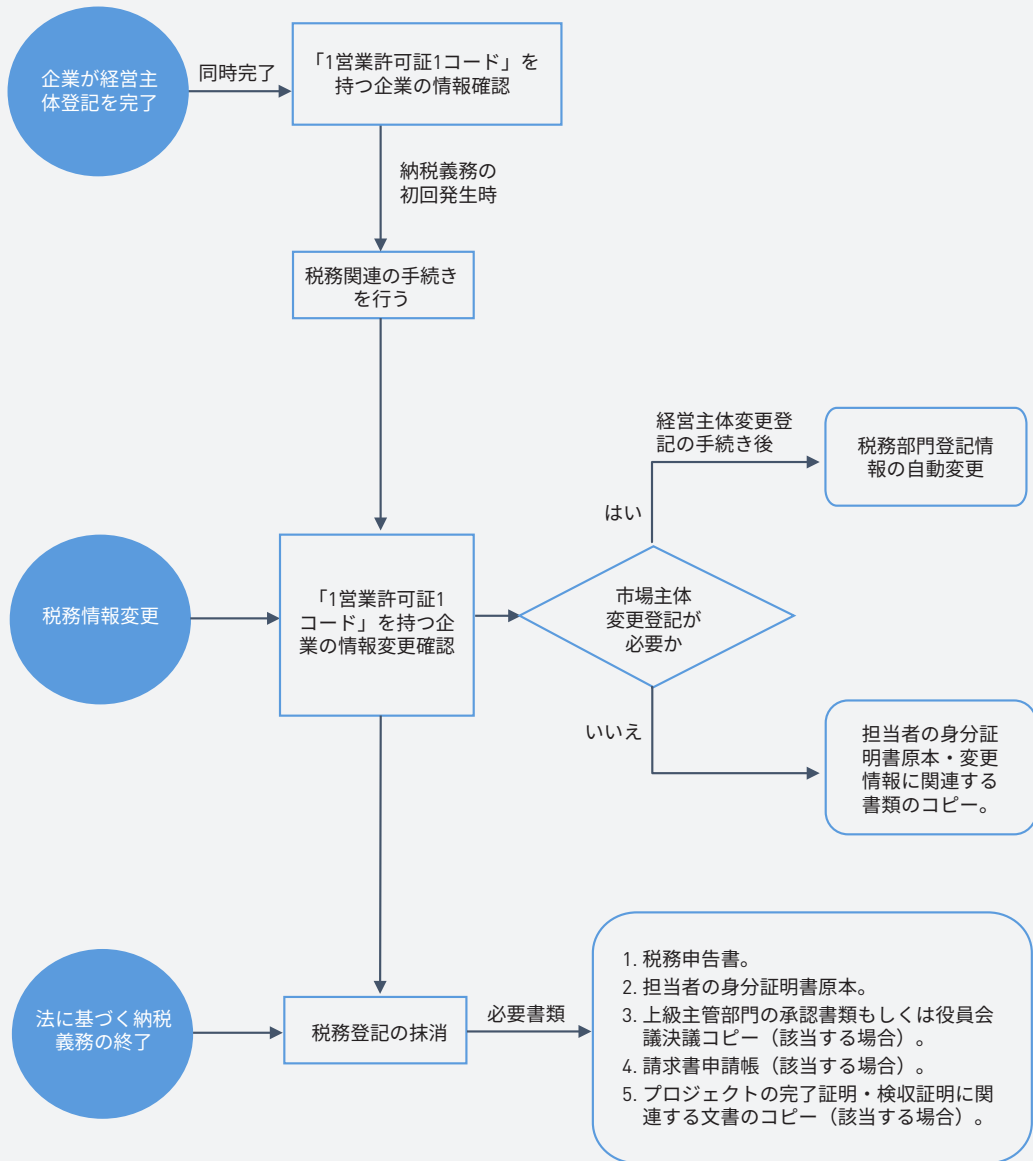 企業が経営主
体登記を完了
同時完了
「1営業許可証1コード」を
持つ企業の情報確認
納税義務の
初回発生時
税務関連の手続き
を行う
経営主体変更登
記の手続き後
税務部門登記情
報の自動変更
はい
税務情報変更
「1営業許可証1
コード」を持つ企
業の情報変更確認
市場主体
変更登記が
必要か
いいえ
担当者の身分証
明書原本・変更
情報に関連する
書類のコピー。
法に基づく納税
義務の終了
税務登記の抹消
必要書類
1. 税務申告書。
2. 担当者の身分証明書原本。
3. 上級主管部門の承認書類もしくは役員会
議決議コピー（該当する場合）。
4. 請求書申請帳（該当する場合）。
5. プロジェクトの完了証明・検収証明に関
連する文書のコピー（該当する場合）。